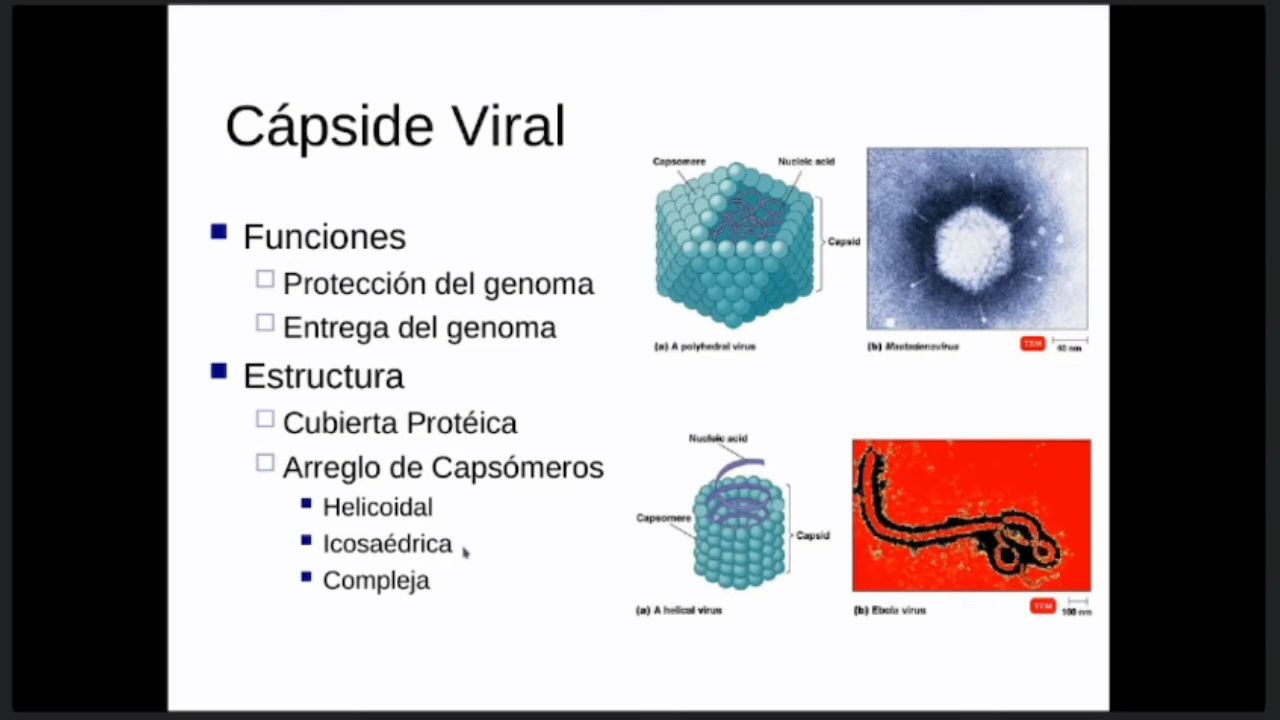 Cápside Viral
Funciones
Protección del genoma
Entrega del genoma
Estructura
Cubierta Protéica
Arreglo de Capsómeros
Helicoidal
Icosaédrica
Compleja
Capsomere
Nucleic acid
Capsid
(a) A polyhedral virus
(b) Mastadenovirus
TEM
40 nm
Nucleic acid
Capsomere
Capsid
(a) A helical virus
(b) Ebola virus
TEM
100 nm